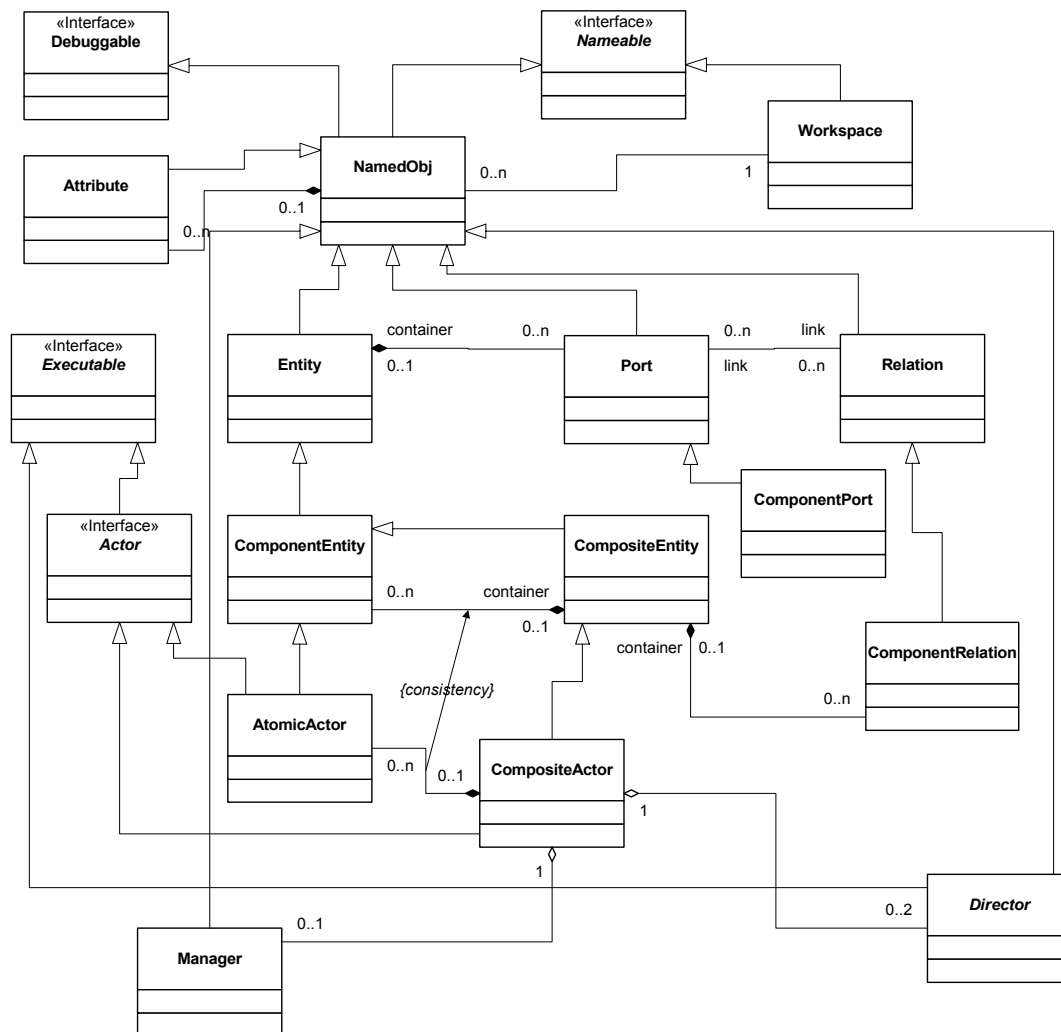 «Interface»
Debuggable
«Interface»
Nameable
Workspace
NamedObj
Attribute
0..n
1
0..1
0..n
«Interface»
Executable
container
0..n
0..n
link
Entity
0..1
Port
link
0..n
Relation
ComponentPort
«Interface»
Actor
ComponentEntity
CompositeEntity
0..n
container
0..1
container
0..1
ComponentRelation
{consistency}
0..n
AtomicActor
0..n
0..1
CompositeActor
1
1
0..2
Director
0..1
Manager